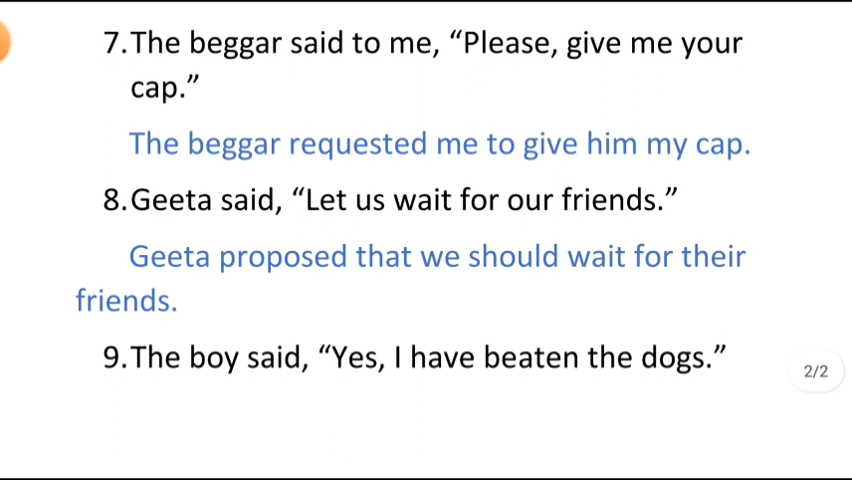 7.The beggar said to me, “Please, give me your
cap.”
The beggar requested me to give him my cap.
8.Geeta said, “Let us wait for our friends.”
Geeta proposed that we should wait for their
friends.
9.The boy said, “Yes, I have beaten the dogs.”
2/2